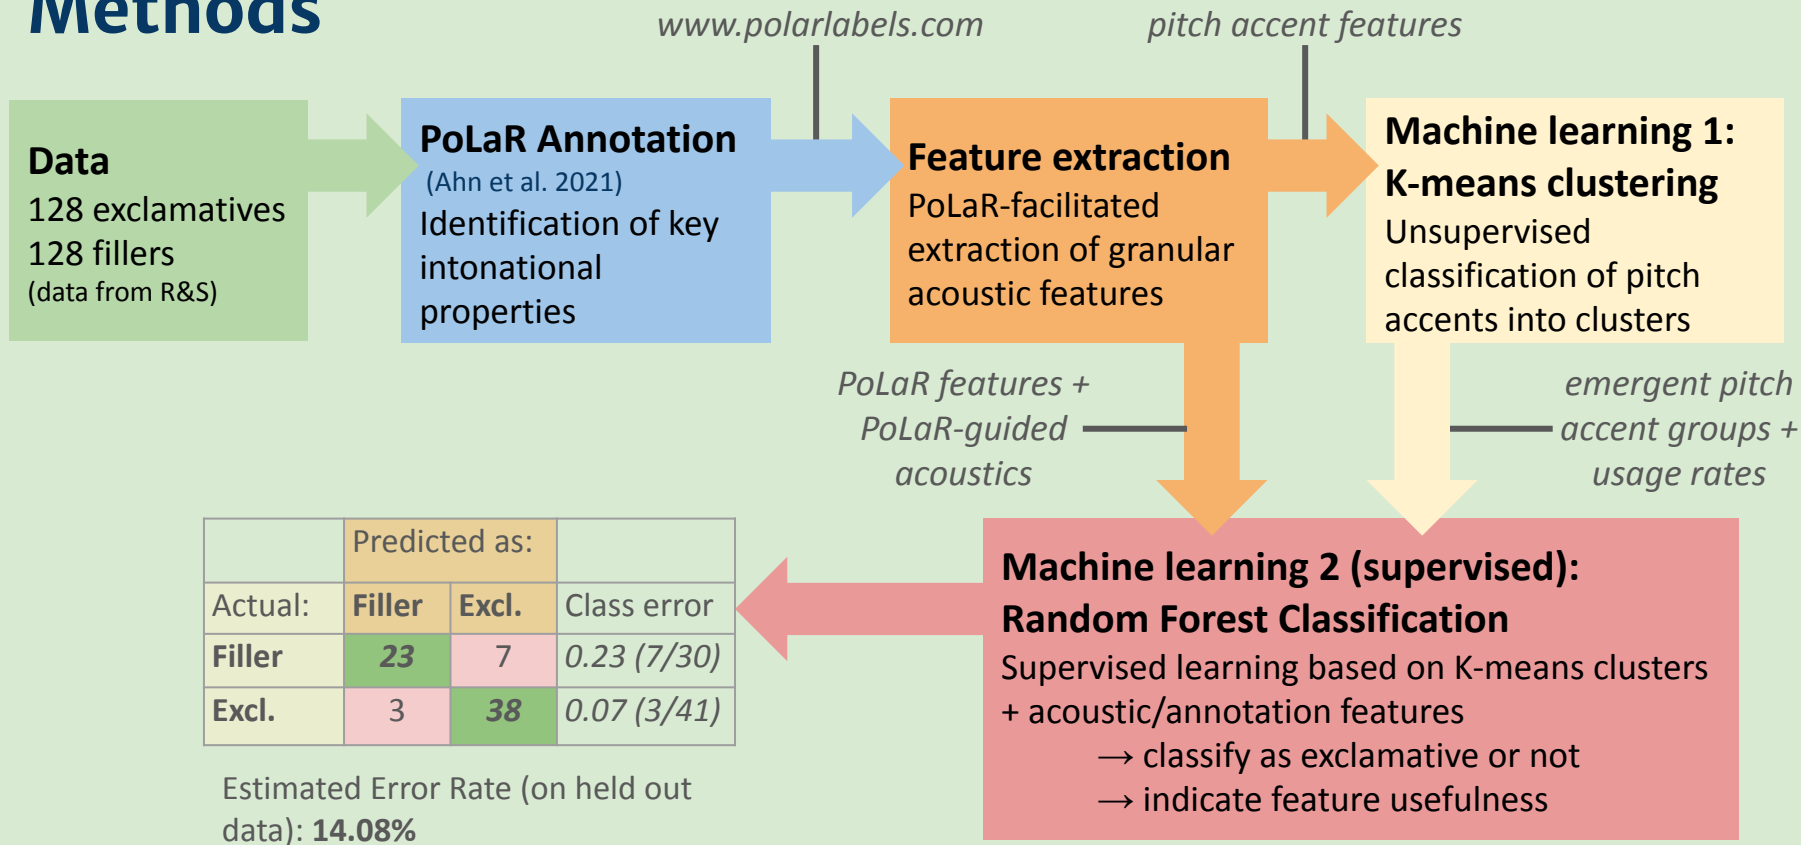 Methods
www.polarlabels.com
pitch accent features
Data
128 exclamatives
128 fillers
(data from R&S)
PoLaR Annotation
(Ahn et al. 2021)
Identification of key
intonational
properties
Feature extraction
PoLaR-facilitated
extraction of granular
acoustic features
Machine learning 1:
K-means clustering
Unsupervised
classification of pitch
accents into clusters
PoLaR features +
PoLaR-guided
acoustics
emergent pitch
accent groups +
usage rates
Predicted as:
Actual: Filler Excl. Class error
Filler 23 7 0.23 (7/30)
Excl. 3 38 0.07 (3/41)
Estimated Error Rate (on held out
data): 14.08%
Machine learning 2 (supervised):
Random Forest Classification
Supervised learning based on K-means clusters
+ acoustic/annotation features
→ classify as exclamative or not
→ indicate feature usefulness